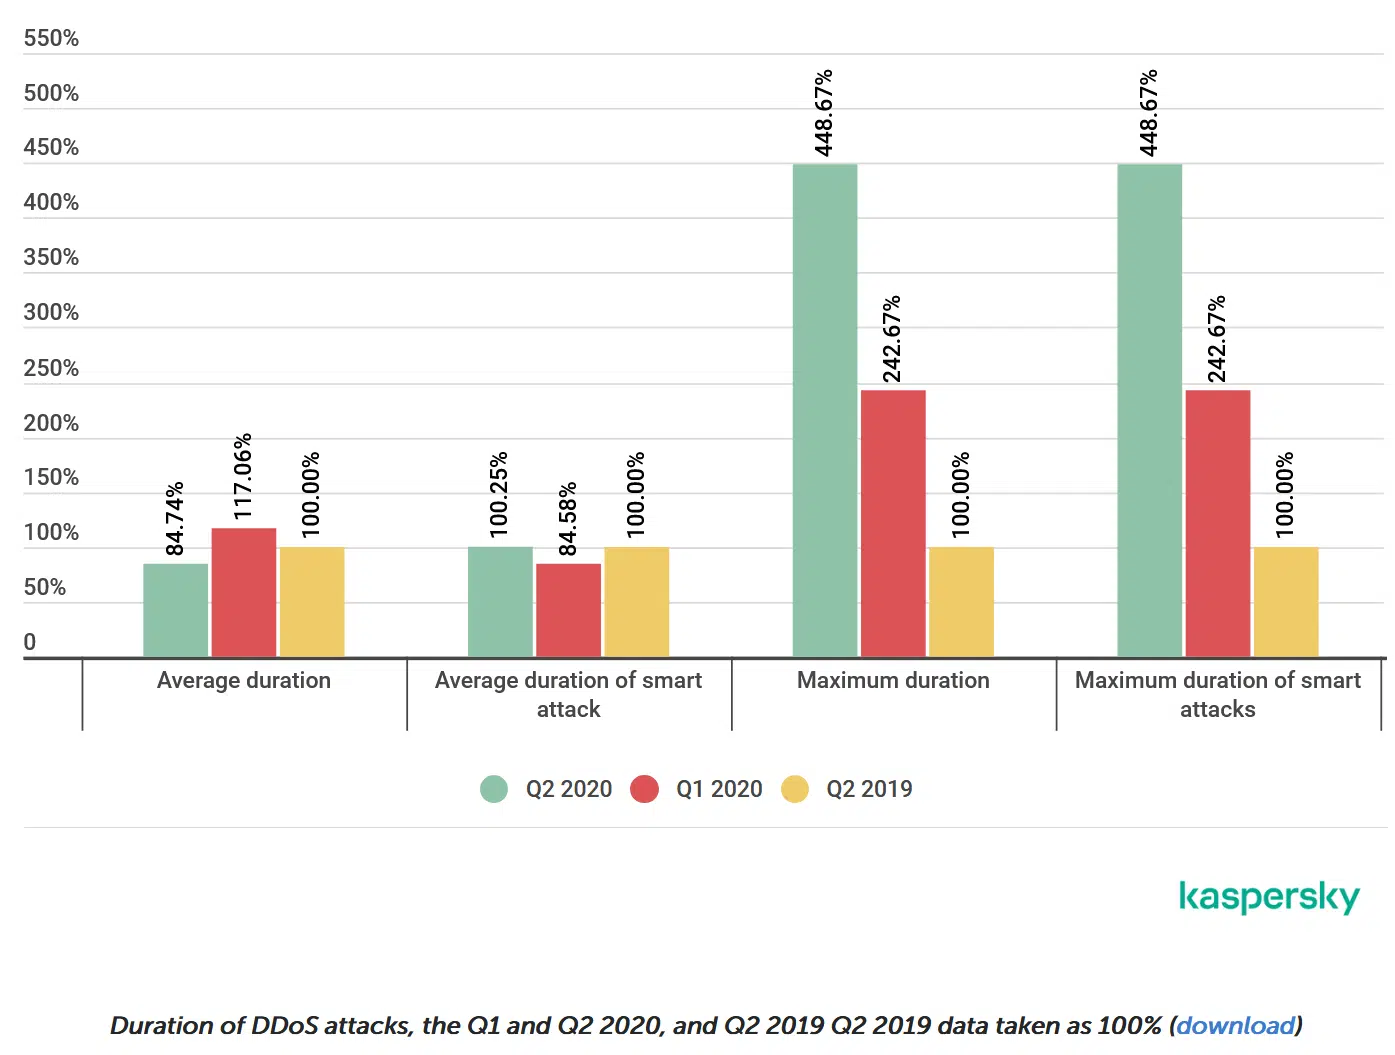 550%
500%
450%
400%
350%
300%
250%
200%
150%
100%
50%
0
84.74%
117.06%
100.00%
100.25%
84.58%
100.00%
448.67%
242.67%
100.00%
448.67%
242.67%
100.00%
Average duration
Average duration of smart
attack
Maximum duration
Maximum duration of smart
attacks
Q2 2020
Q1 2020
Q2 2019
kaspersky
Duration of DDoS attacks, the Q1 and Q2 2020, and Q2 2019 Q2 2019 data taken as 100% (download)